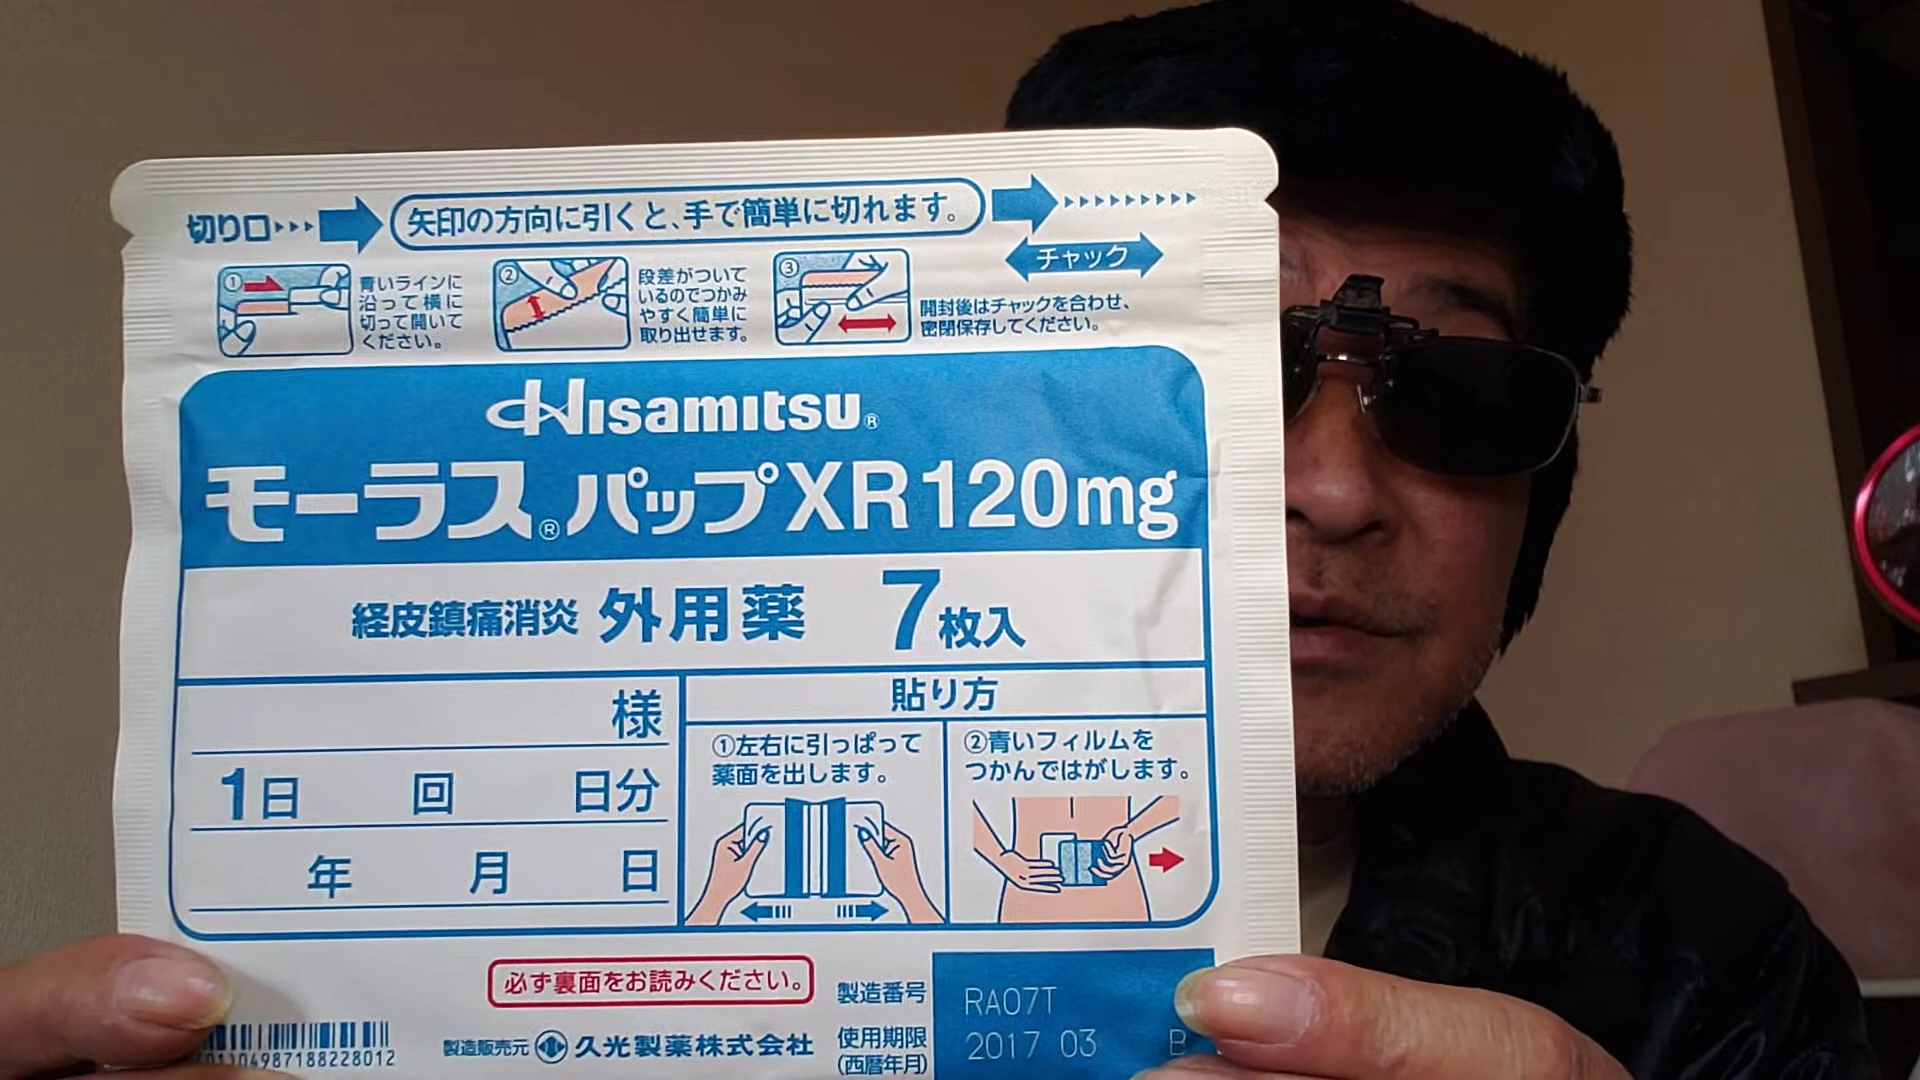 切り口
矢印の方向に引くと、手で簡単に切れます。
チャック
①
青いラインに
沿って横に
切って開いて
ください。
②
段差がついて
いるのでつかみ
やすく簡単に
取り出せます。
③
開封後はチャックを合わせ、
密閉保存してください。
Hisamitsu®
モーラス®パップXR120mg
経皮鎮痛消炎 外用薬 7枚入
様
1日 回 日分
年 月 日
貼り方
①左右に引っぱって
薬面を出します。
②青いフィルムを
つかんではがします。
必ず裏面をお読みください。
製造番号 RA07T
使用期限 2017 03 B
(西暦年月)
製造販売元 久光製薬株式会社
01)04987188228012